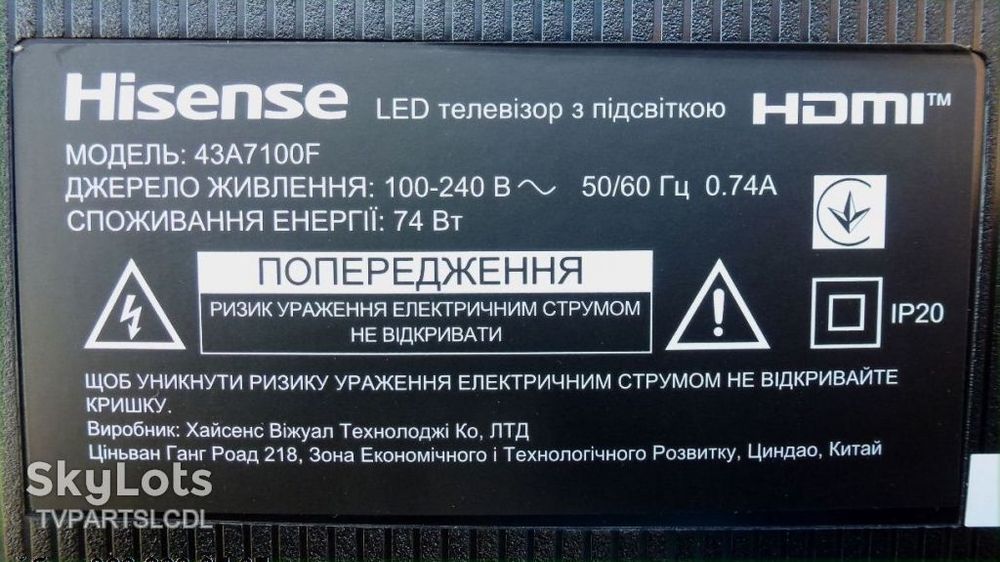 Hisense LED телевізор з підсвіткою HDMI™
МОДЕЛЬ: 43A7100F
ДЖЕРЕЛО ЖИВЛЕННЯ: 100-240 В～ 50/60 Гц 0.74А
СПОЖИВАННЯ ЕНЕРГІЇ: 74 Вт
ПОПЕРЕДЖЕННЯ
РИЗИК УРАЖЕННЯ ЕЛЕКТРИЧНИМ СТРУМОМ
НЕ ВІДКРИВАТИ
IP20
ЩОБ УНИКНУТИ РИЗИКУ УРАЖЕННЯ ЕЛЕКТРИЧНИМ СТРУМОМ НЕ ВІДКРИВАЙТЕ
КРИШКУ.
Виробник: Хайсенс Віжуал Технолоджі Ко, ЛТД
Ціньван Ганг Роад 218, Зона Економічного і Технологічного Розвитку, Циндао, Китай
SkyLots
TVPARTSLCDL